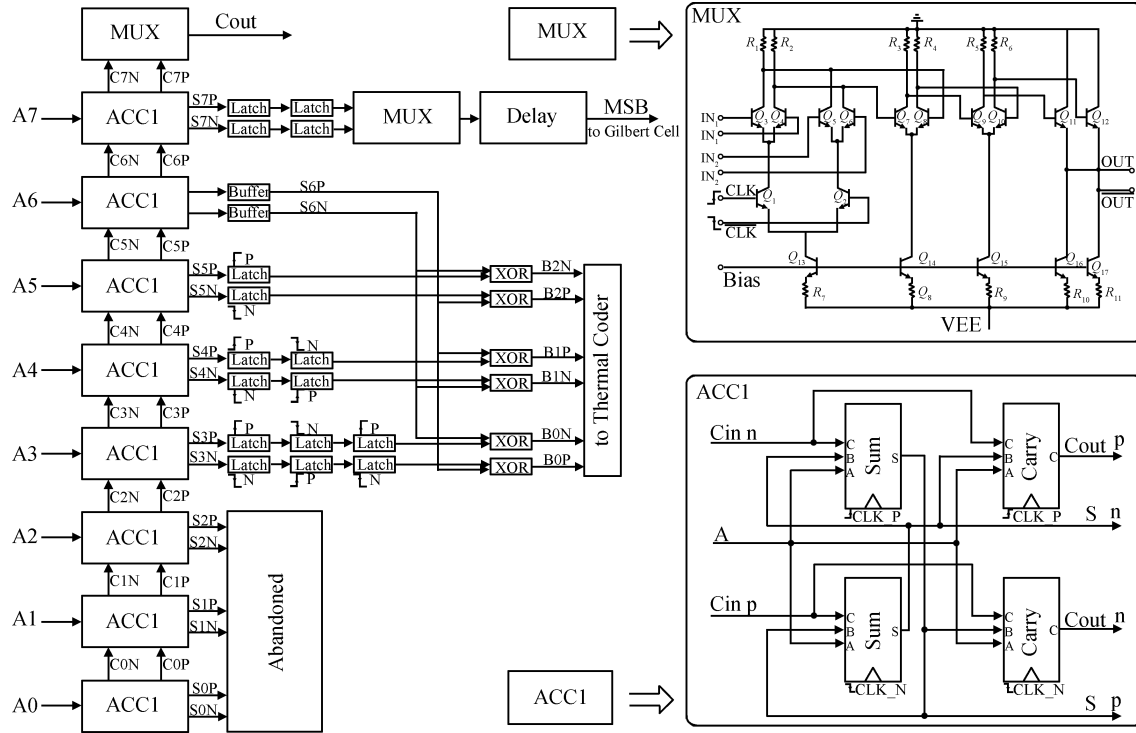 MUX
Cout
C7N
C7P
A7
ACC1
S7P
S7N
Latch
Latch
Latch
Latch
MUX
Delay
MSB
to Gilbert Cell
C6N
C6P
A6
ACC1
Buffer
Buffer
S6P
S6N
C5N
C5P
A5
ACC1
S5P
S5N
P
Latch
Latch
N
XOR
XOR
B2N
B2P
C4N
C4P
A4
ACC1
S4P
S4N
P
N
Latch
Latch
Latch
Latch
N
P
XOR
XOR
B1P
B1N
C3N
C3P
A3
ACC1
S3P
S3N
P
N
P
Latch
Latch
Latch
Latch
Latch
Latch
N
P
N
XOR
XOR
B0N
B0P
to Thermal Coder
C2N
C2P
A2
ACC1
S2P
S2N
C1N
C1P
A1
ACC1
S1P
S1N
C0N
C0P
A0
ACC1
S0P
S0N
Abandoned
MUX
ACC1
MUX
R1
R2
R3
R4
R5
R6
IN1
IN1
IN2
IN2
Q3
Q4
Q5
Q6
Q7
Q8
Q9
Q10
Q11
Q12
OUT
OUT
CLK
CLK
Q1
Q2
Bias
Q13
Q14
Q15
Q16
Q17
R7
Q8
R9
R10
R11
VEE
ACC1
Cin n
C
B
A
Sum
S
CLK_P
C
B
A
Carry
C
CLK_P
Cout p
S n
A
Cin p
C
B
A
Sum
S
CLK_N
C
B
A
Carry
C
CLK_N
Cout n
S p